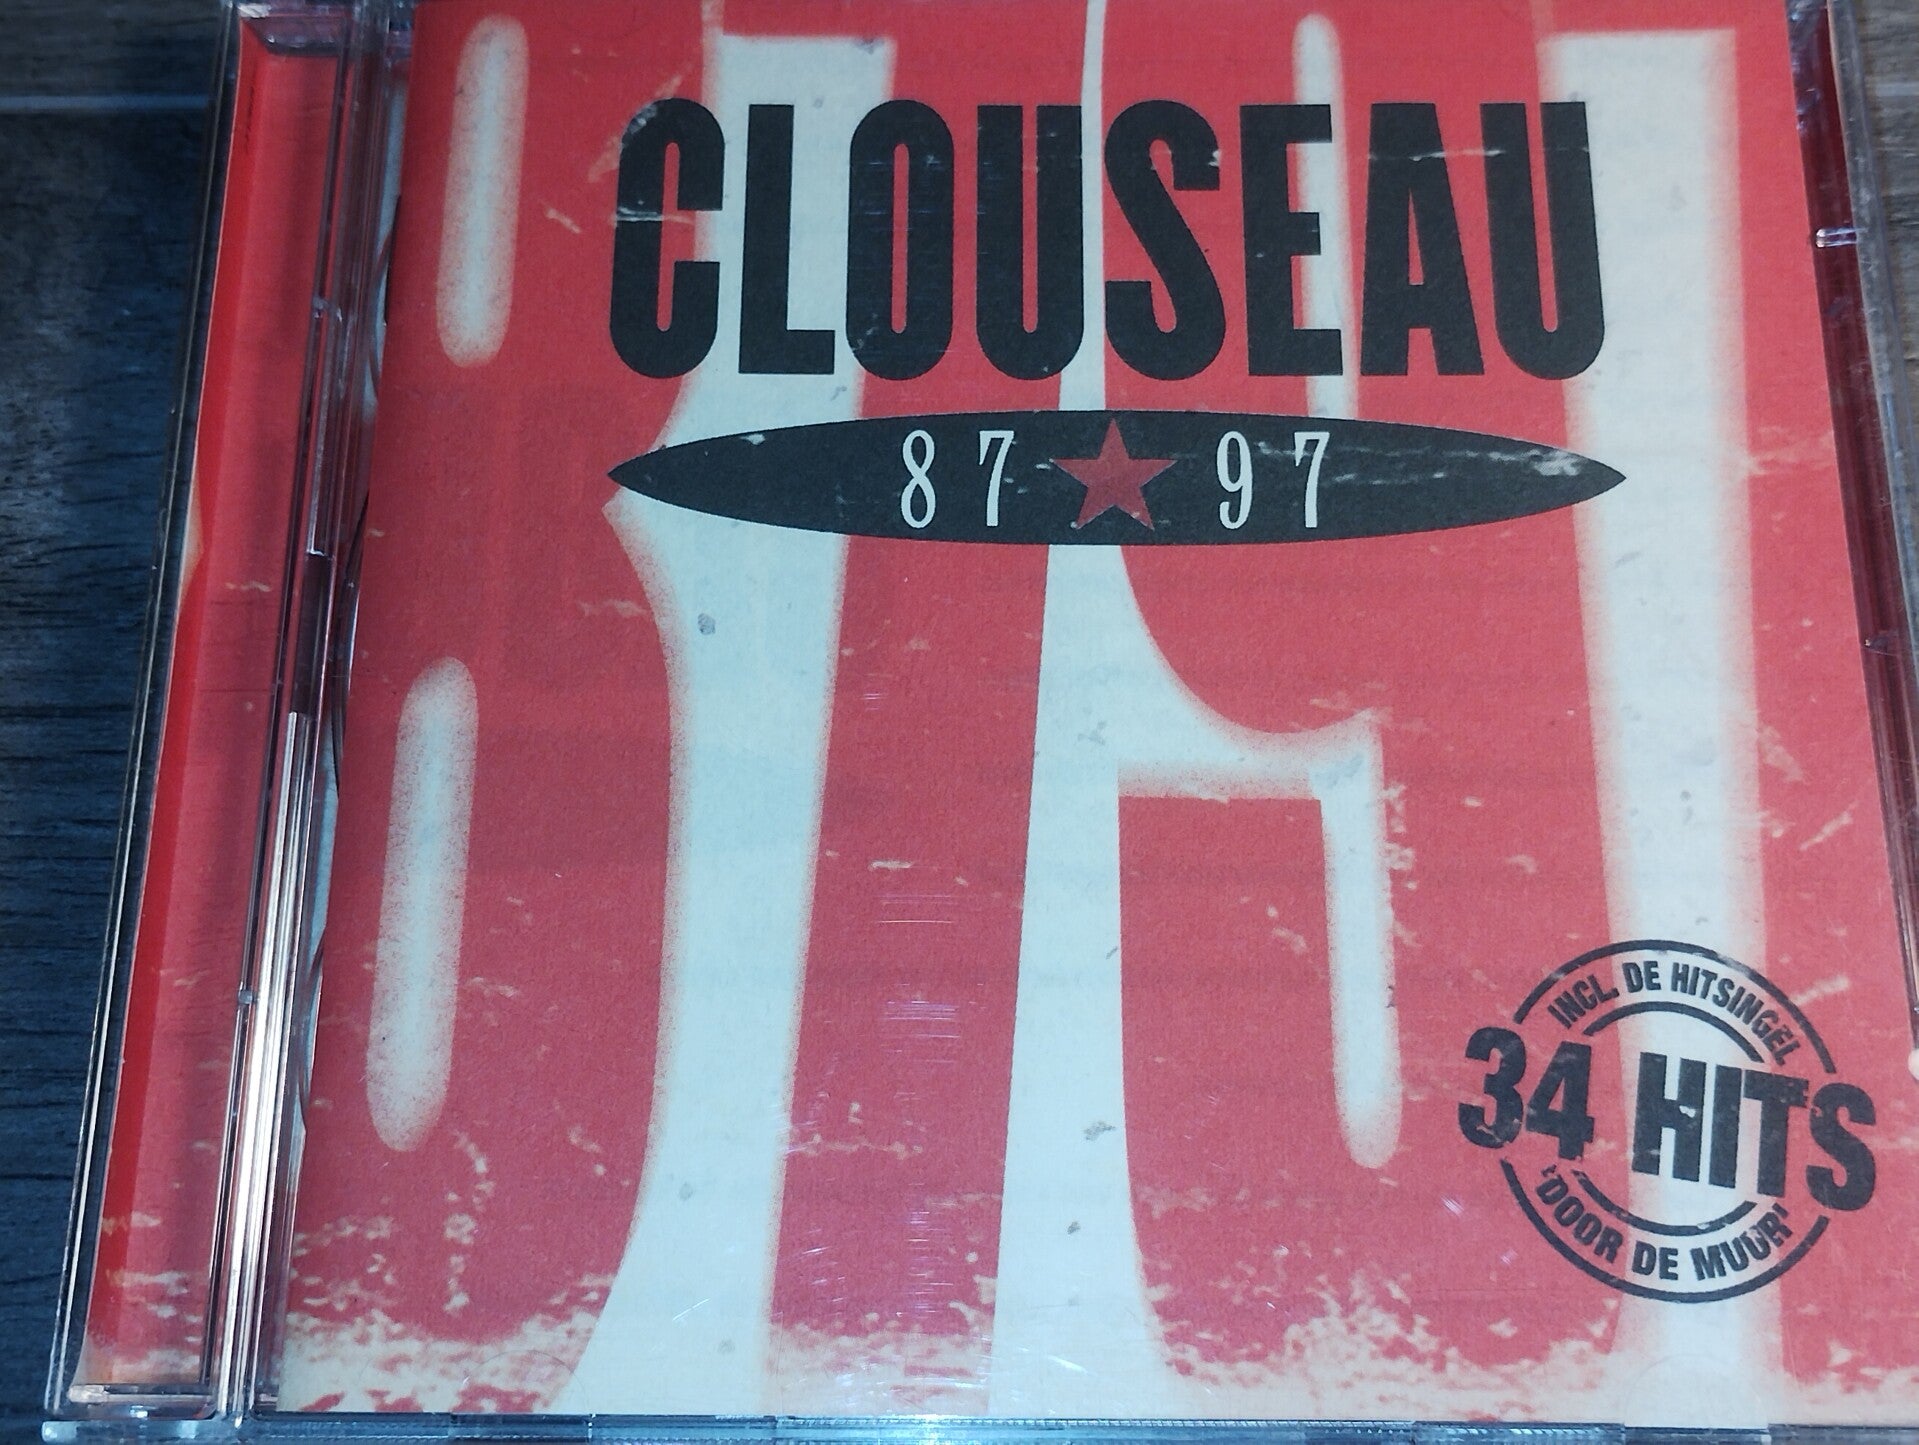 CLOUSEAU
87 ★ 97
INCL. DE HITSINGEL
34 HITS
'DOOR DE MUUR'